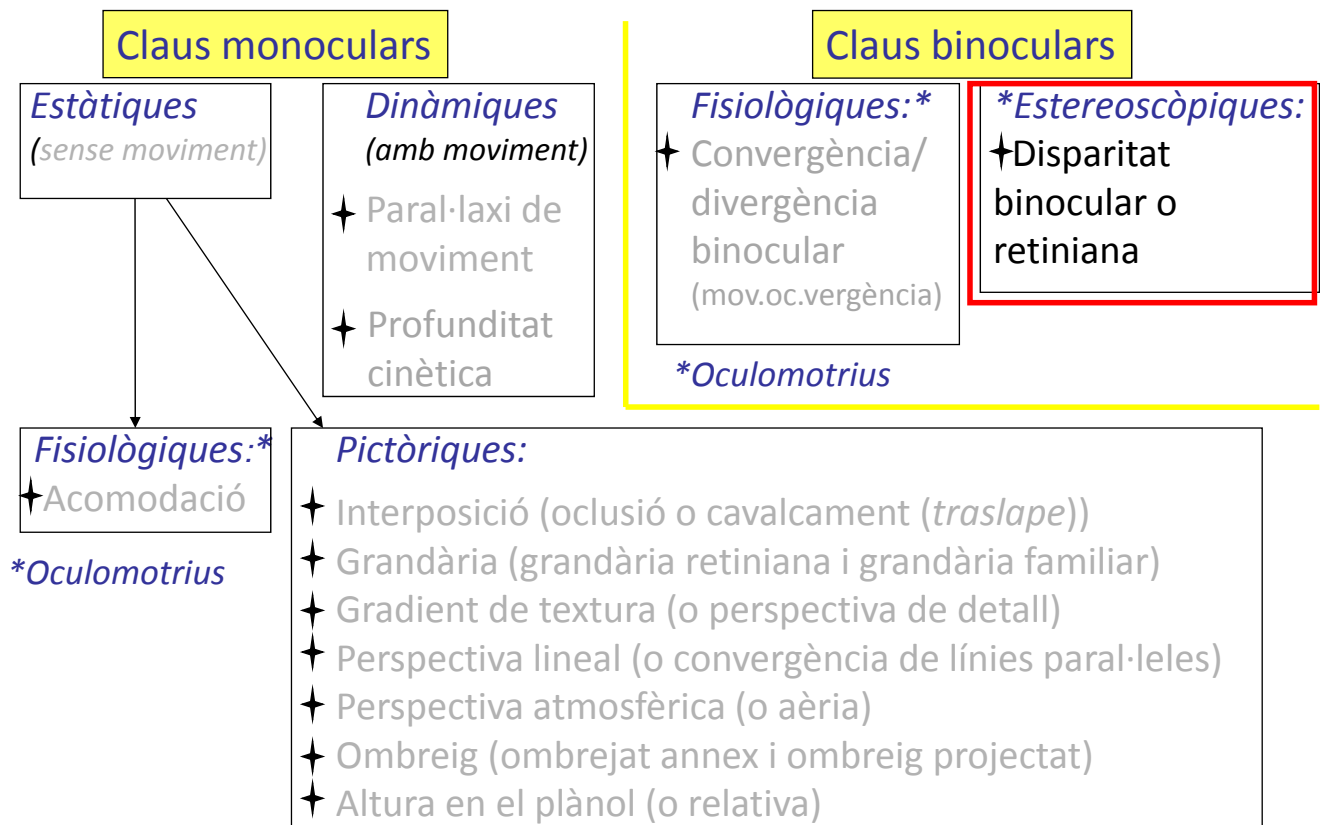 Claus monoculars
Estàtiques
(sense moviment)
Dinàmiques
(amb moviment)
Paral·laxi de
moviment
Profunditat
cinètica
Claus binoculars
Fisiològiques:*
Convergència/
divergència
binocular
(mov.oc.vergència)
*Oculomotrius
*Estereoscòpiques:
Disparitat
binocular o
retiniana
Fisiològiques:*
Acomodació
*Oculomotrius
Pictòriques:
Interposició (oclusió o cavalcament (traslape))
Grandària (grandària retiniana i grandària familiar)
Gradient de textura (o perspectiva de detall)
Perspectiva lineal (o convergència de línies paral·leles)
Perspectiva atmosfèrica (o aèria)
Ombreig (ombrejat annex i ombreig projectat)
Altura en el plànol (o relativa)